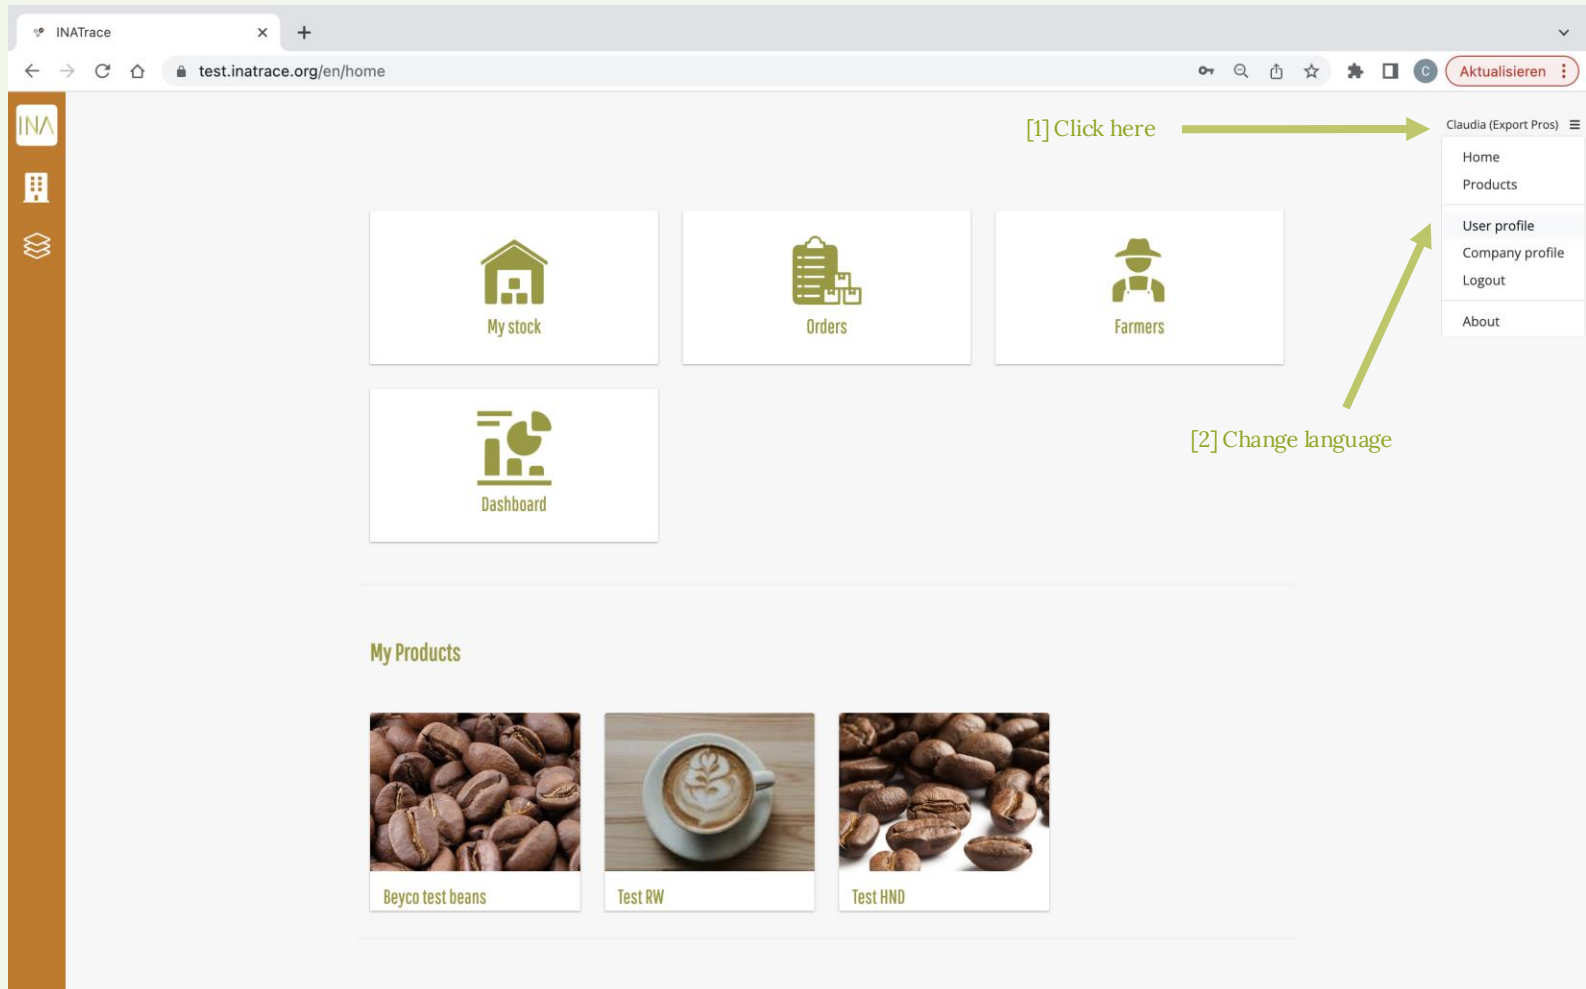 INATrace
test.inatrace.org/en/home
C
Aktualisieren
INA
[1] Click here
Claudia (Export Pros)
Home
Products
User profile
Company profile
Logout
About
My stock
Orders
Farmers
[2] Change language
Dashboard
My Products
Beyco test beans
Test RW
Test HND